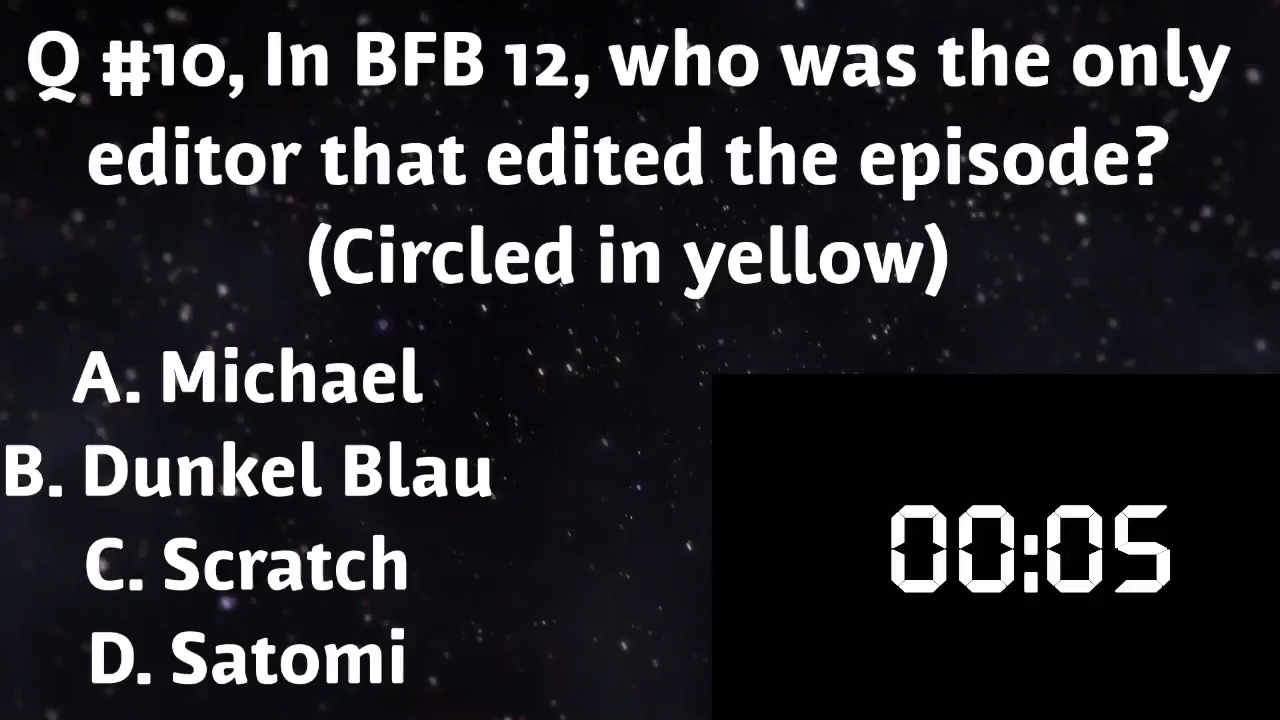 Q #10, In BFB 12, who was the only
editor that edited the episode?
(Circled in yellow)
A. Michael
B. Dunkel Blau
C. Scratch
D. Satomi
00:05